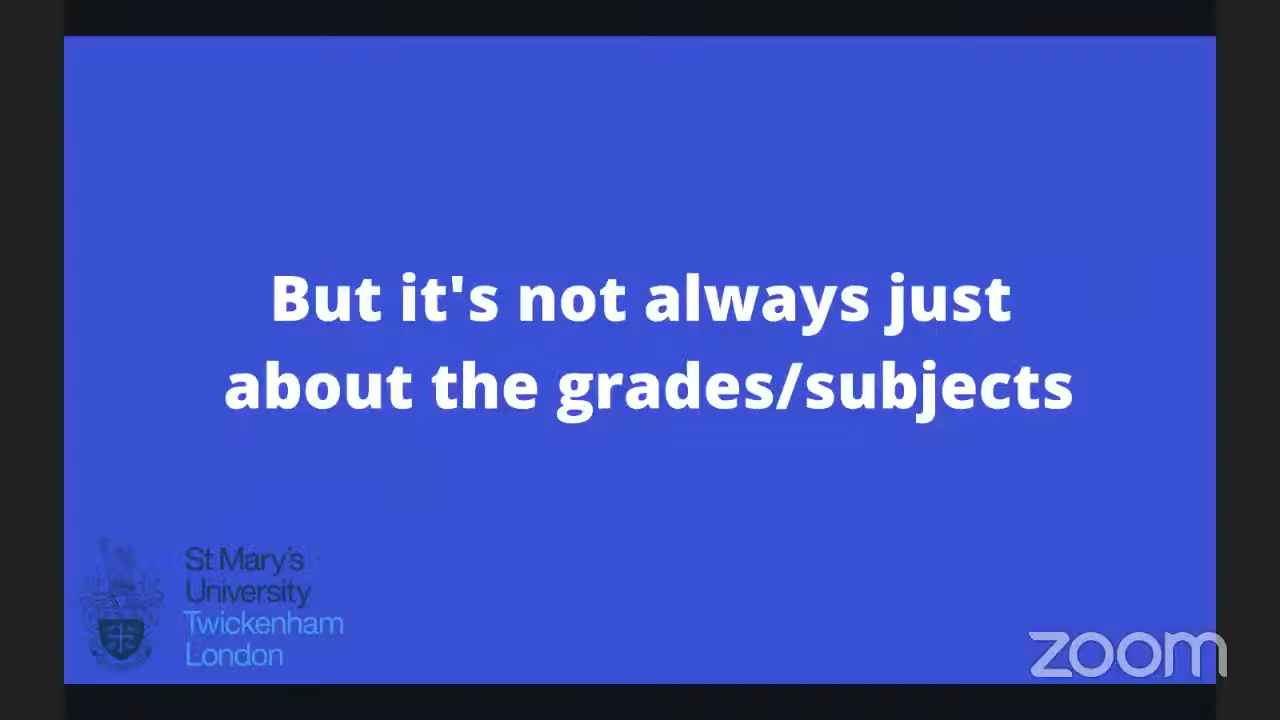 But it's not always just
about the grades/subjects
St Mary's
University
Twickenham
London
zoom